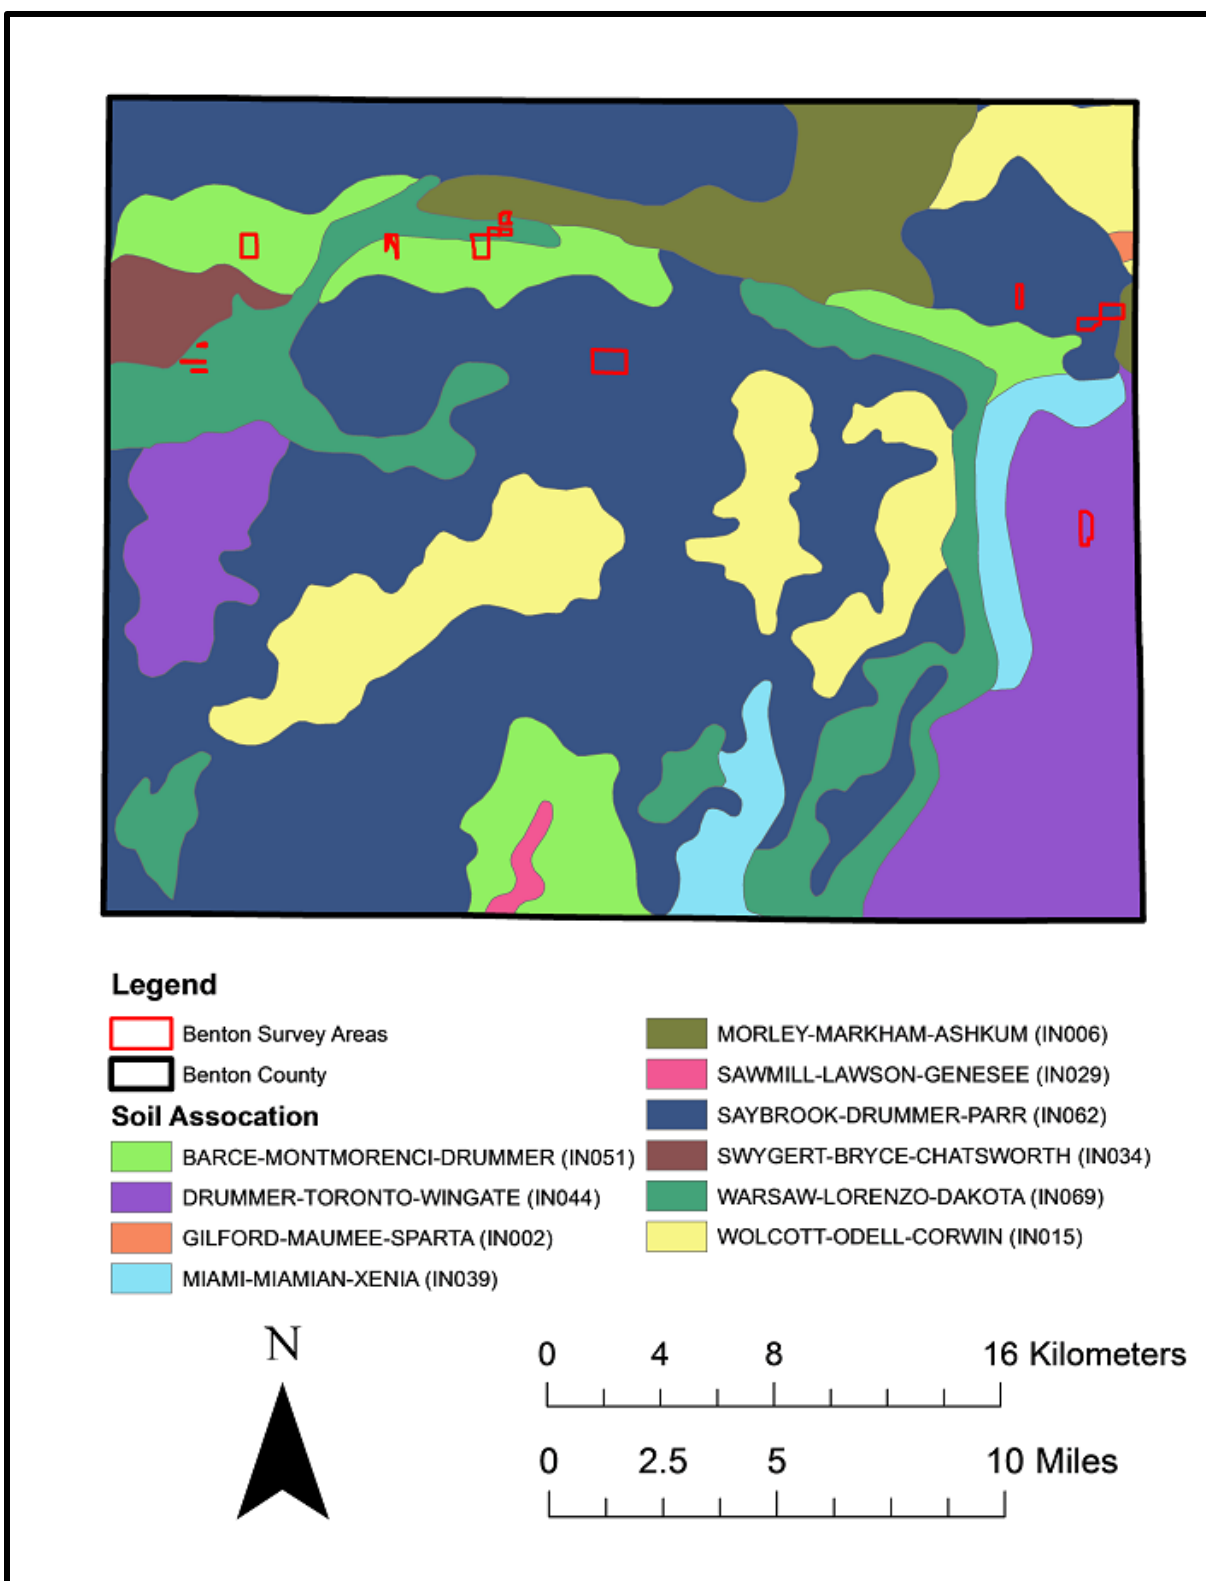 Legend
Benton Survey Areas
Benton County
Soil Assocation
BARCE-MONTMORENCI-DRUMMER (IN051)
DRUMMER-TORONTO-WINGATE (IN044)
GILFORD-MAUMEE-SPARTA (IN002)
MIAMI-MIAMIAN-XENIA (IN039)
MORLEY-MARKHAM-ASHKUM (IN006)
SAWMILL-LAWSON-GENESEE (IN029)
SAYBROOK-DRUMMER-PARR (IN062)
SWYGERT-BRYCE-CHATSWORTH (IN034)
WARSAW-LORENZO-DAKOTA (IN069)
WOLCOTT-ODELL-CORWIN (IN015)
N
0 4 8 16 Kilometers
0 2.5 5 10 Miles